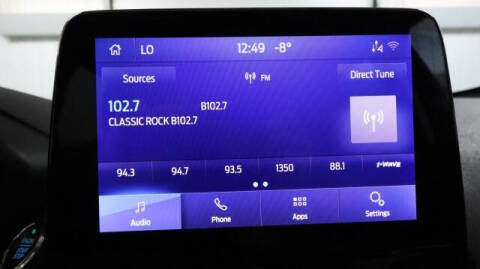 LO 12:49 -8°
Sources FM Direct Tune
102.7 B102.7
CLASSIC ROCK B102.7
94.3 94.7 93.5 1350 88.1
Audio Phone Apps Settings